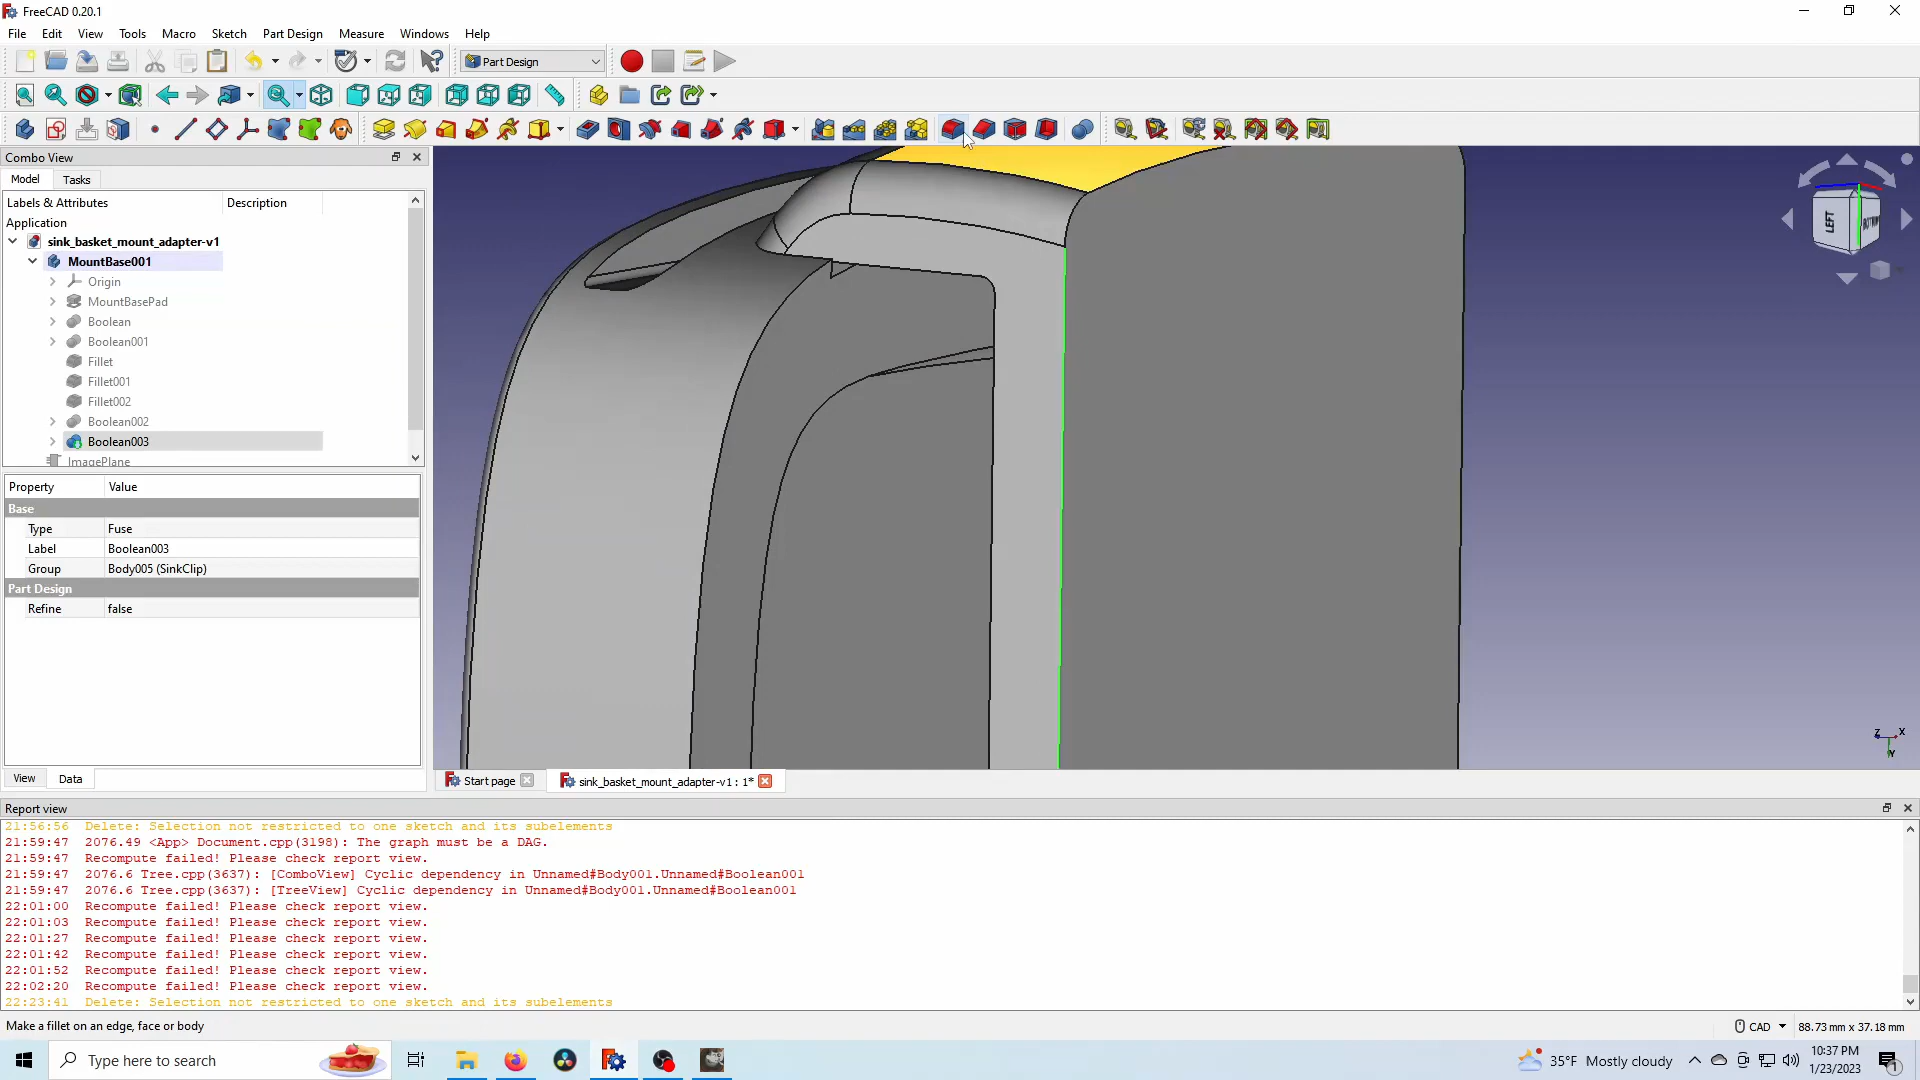 FreeCAD 0.20.1
File Edit View Tools Macro Sketch Part Design Measure Windows Help
Part Design
Combo View
Model Tasks
Labels & Attributes Description
Application
sink_basket_mount_adapter-v1
MountBase001
Origin
MountBasePad
Boolean
Boolean001
Fillet
Fillet001
Fillet002
Boolean002
Boolean003
ImagePlane
Property Value
Base
Type Fuse
Label Boolean003
Group Body005 (SinkClip)
Part Design
Refine false
View Data
LEFT
Z X
Y
Start page sink_basket_mount_adapter-v1 : 1*
Report view
21:56:56 Delete: Selection not restricted to one sketch and its subelements
21:59:47 2076.49 <App> Document.cpp(3198): The graph must be a DAG.
21:59:47 Recompute failed! Please check report view.
21:59:47 2076.6 Tree.cpp(3637): [ComboView] Cyclic dependency in Unnamed#Body001.Unnamed#Boolean001
21:59:47 2076.6 Tree.cpp(3637): [TreeView] Cyclic dependency in Unnamed#Body001.Unnamed#Boolean001
22:01:00 Recompute failed! Please check report view.
22:01:03 Recompute failed! Please check report view.
22:01:27 Recompute failed! Please check report view.
22:01:42 Recompute failed! Please check report view.
22:01:52 Recompute failed! Please check report view.
22:02:20 Recompute failed! Please check report view.
22:23:41 Delete: Selection not restricted to one sketch and its subelements
Make a fillet on an edge, face or body
CAD 88.73 mm x 37.18 mm
Type here to search
35°F Mostly cloudy
10:37 PM
1/23/2023
1